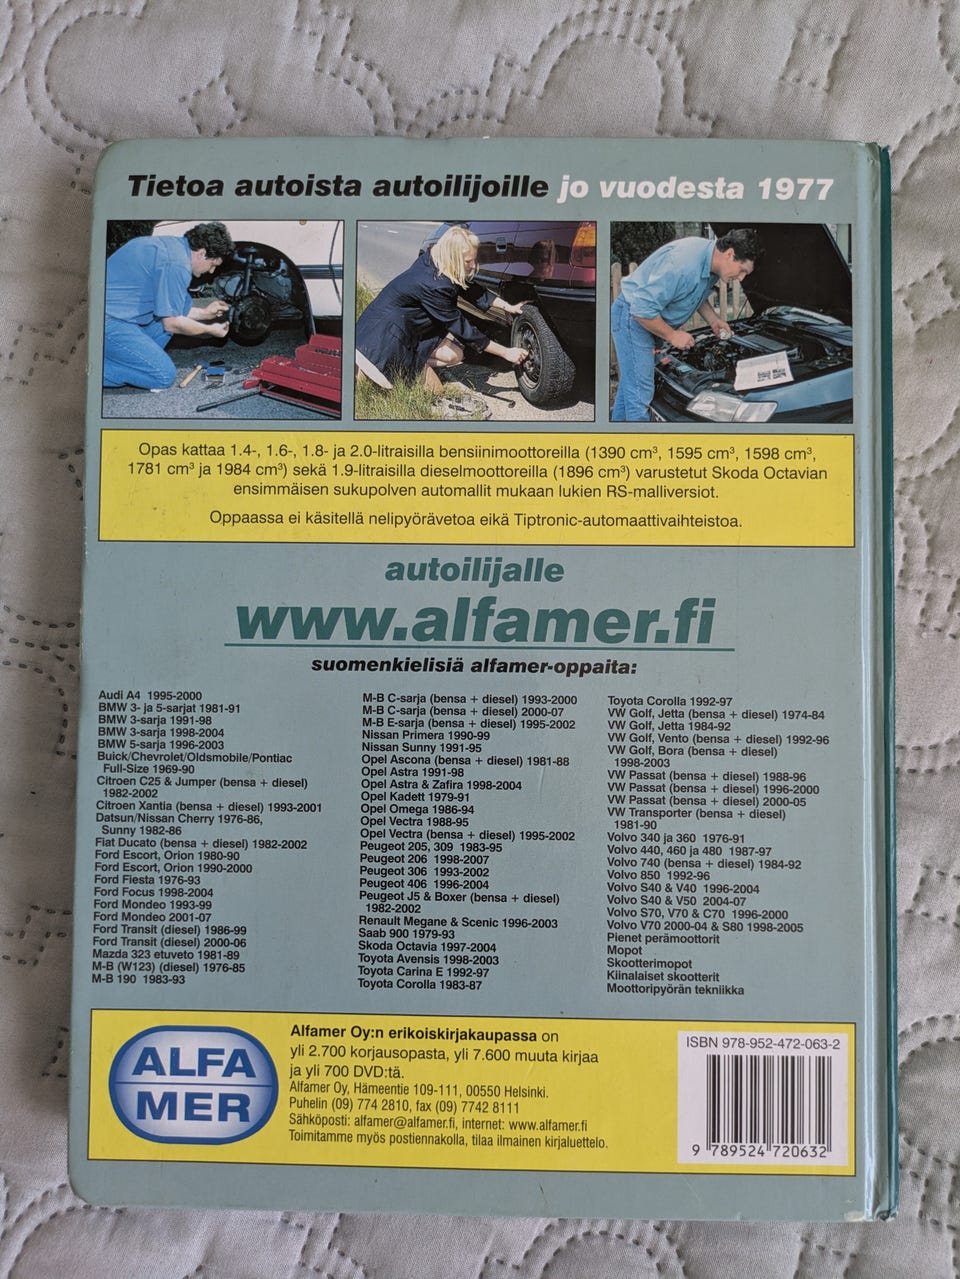 Tietoa autoista autoilijoille jo vuodesta 1977
Opas kattaa 1.4-, 1.6-, 1.8- ja 2.0-litraisilla bensiinimoottoreilla (1390 cm³, 1595 cm³, 1598 cm³,
1781 cm³ ja 1984 cm³) sekä 1.9-litraisilla dieselmoottoreilla (1896 cm³) varustetut Skoda Octavian
ensimmäisen sukupolven automallit mukaan lukien RS-malliversiot.
Oppaassa ei käsitellä nelipyörävetoa eikä Tiptronic-automaattivaihteistoa.
autoilijalle
www.alfamer.fi
suomenkielisiä alfamer-oppaita:
Audi A4 1995-2000
BMW 3- ja 5-sarjat 1981-91
BMW 3-sarja 1991-98
BMW 3-sarja 1998-2004
BMW 5-sarja 1996-2003
Buick/Chevrolet/Oldsmobile/Pontiac
Full-Size 1969-90
Citroen C25 & Jumper (bensa + diesel)
1982-2002
Citroen Xantia (bensa + diesel) 1993-2001
Datsun/Nissan Cherry 1976-86,
Sunny 1982-86
Fiat Ducato (bensa + diesel) 1982-2002
Ford Escort, Orion 1980-90
Ford Escort, Orion 1990-2000
Ford Fiesta 1976-93
Ford Focus 1998-2004
Ford Mondeo 1993-99
Ford Mondeo 2001-07
Ford Transit (diesel) 1986-99
Ford Transit (diesel) 2000-06
Mazda 323 etuveto 1981-89
M-B (W123) (diesel) 1976-85
M-B 190 1983-93
M-B C-sarja (bensa + diesel) 1993-2000
M-B C-sarja (bensa + diesel) 2000-07
M-B E-sarja (bensa + diesel) 1995-2002
Nissan Primera 1990-99
Nissan Sunny 1991-95
Opel Ascona (bensa + diesel) 1981-88
Opel Astra 1991-98
Opel Astra & Zafira 1998-2004
Opel Kadett 1979-91
Opel Omega 1986-94
Opel Vectra 1988-95
Opel Vectra (bensa + diesel) 1995-2002
Peugeot 205, 309 1983-95
Peugeot 206 1998-2007
Peugeot 306 1993-2002
Peugeot 406 1996-2004
Peugeot J5 & Boxer (bensa + diesel)
1982-2002
Renault Megane & Scenic 1996-2003
Saab 900 1979-93
Skoda Octavia 1997-2004
Toyota Avensis 1998-2003
Toyota Carina E 1992-97
Toyota Corolla 1983-87
Toyota Corolla 1992-97
VW Golf, Jetta (bensa + diesel) 1974-84
VW Golf, Jetta 1984-92
VW Golf, Vento (bensa + diesel) 1992-96
VW Golf, Bora (bensa + diesel)
1998-2003
VW Passat (bensa + diesel) 1988-96
VW Passat (bensa + diesel) 1996-2000
VW Passat (bensa + diesel) 2000-05
VW Transporter (bensa + diesel)
1981-90
Volvo 340 ja 360 1976-91
Volvo 440, 460 ja 480 1987-97
Volvo 740 (bensa + diesel) 1984-92
Volvo 850 1992-96
Volvo S40 & V40 1996-2004
Volvo S40 & V50 2004-07
Volvo S70, V70 & C70 1996-2000
Volvo V70 2000-04 & S80 1998-2005
Pienet perämoottorit
Mopot
Skootterimopot
Kiinalaiset skootterit
Moottoripyörän tekniikka
ALFA
MER
Alfamer Oy:n erikoiskirjakaupassa on
yli 2.700 korjausopasta, yli 7.600 muuta kirjaa
ja yli 700 DVD:tä.
Alfamer Oy, Hämeentie 109-111, 00550 Helsinki.
Puhelin (09) 774 2810, fax (09) 7742 8111
Sähköposti: alfamer@alfamer.fi, internet: www.alfamer.fi
Toimitamme myös postiennakolla, tilaa ilmainen kirjaluettelo.
ISBN 978-952-472-063-2
9 789524 720632